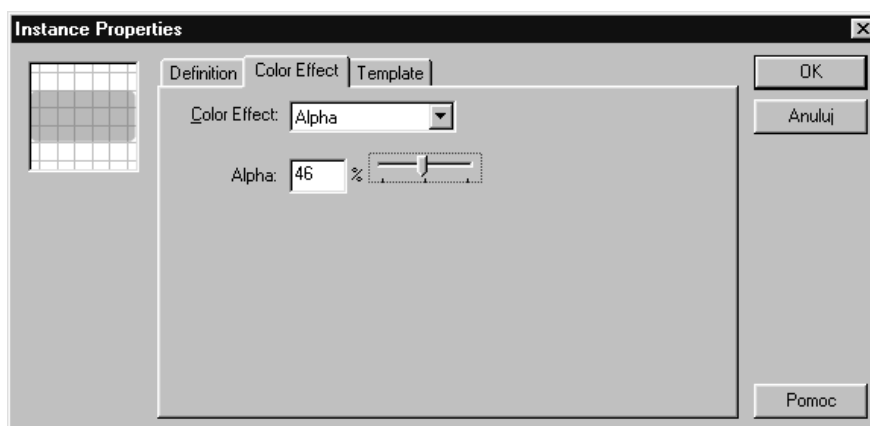 Instance Properties
Definition Color Effect Template
Color Effect: Alpha
Alpha: 46 %
OK
Anuluj
Pomoc